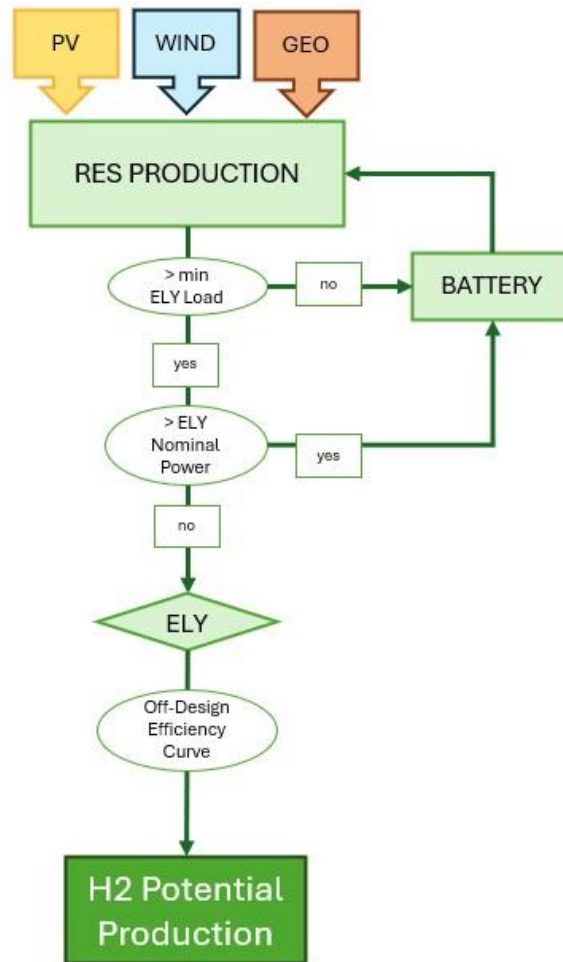 PV
WIND
GEO
RES PRODUCTION
> min
ELY Load
no
BATTERY
yes
> ELY
Nominal
Power
yes
no
ELY
Off-Design
Efficiency
Curve
H2 Potential
Production